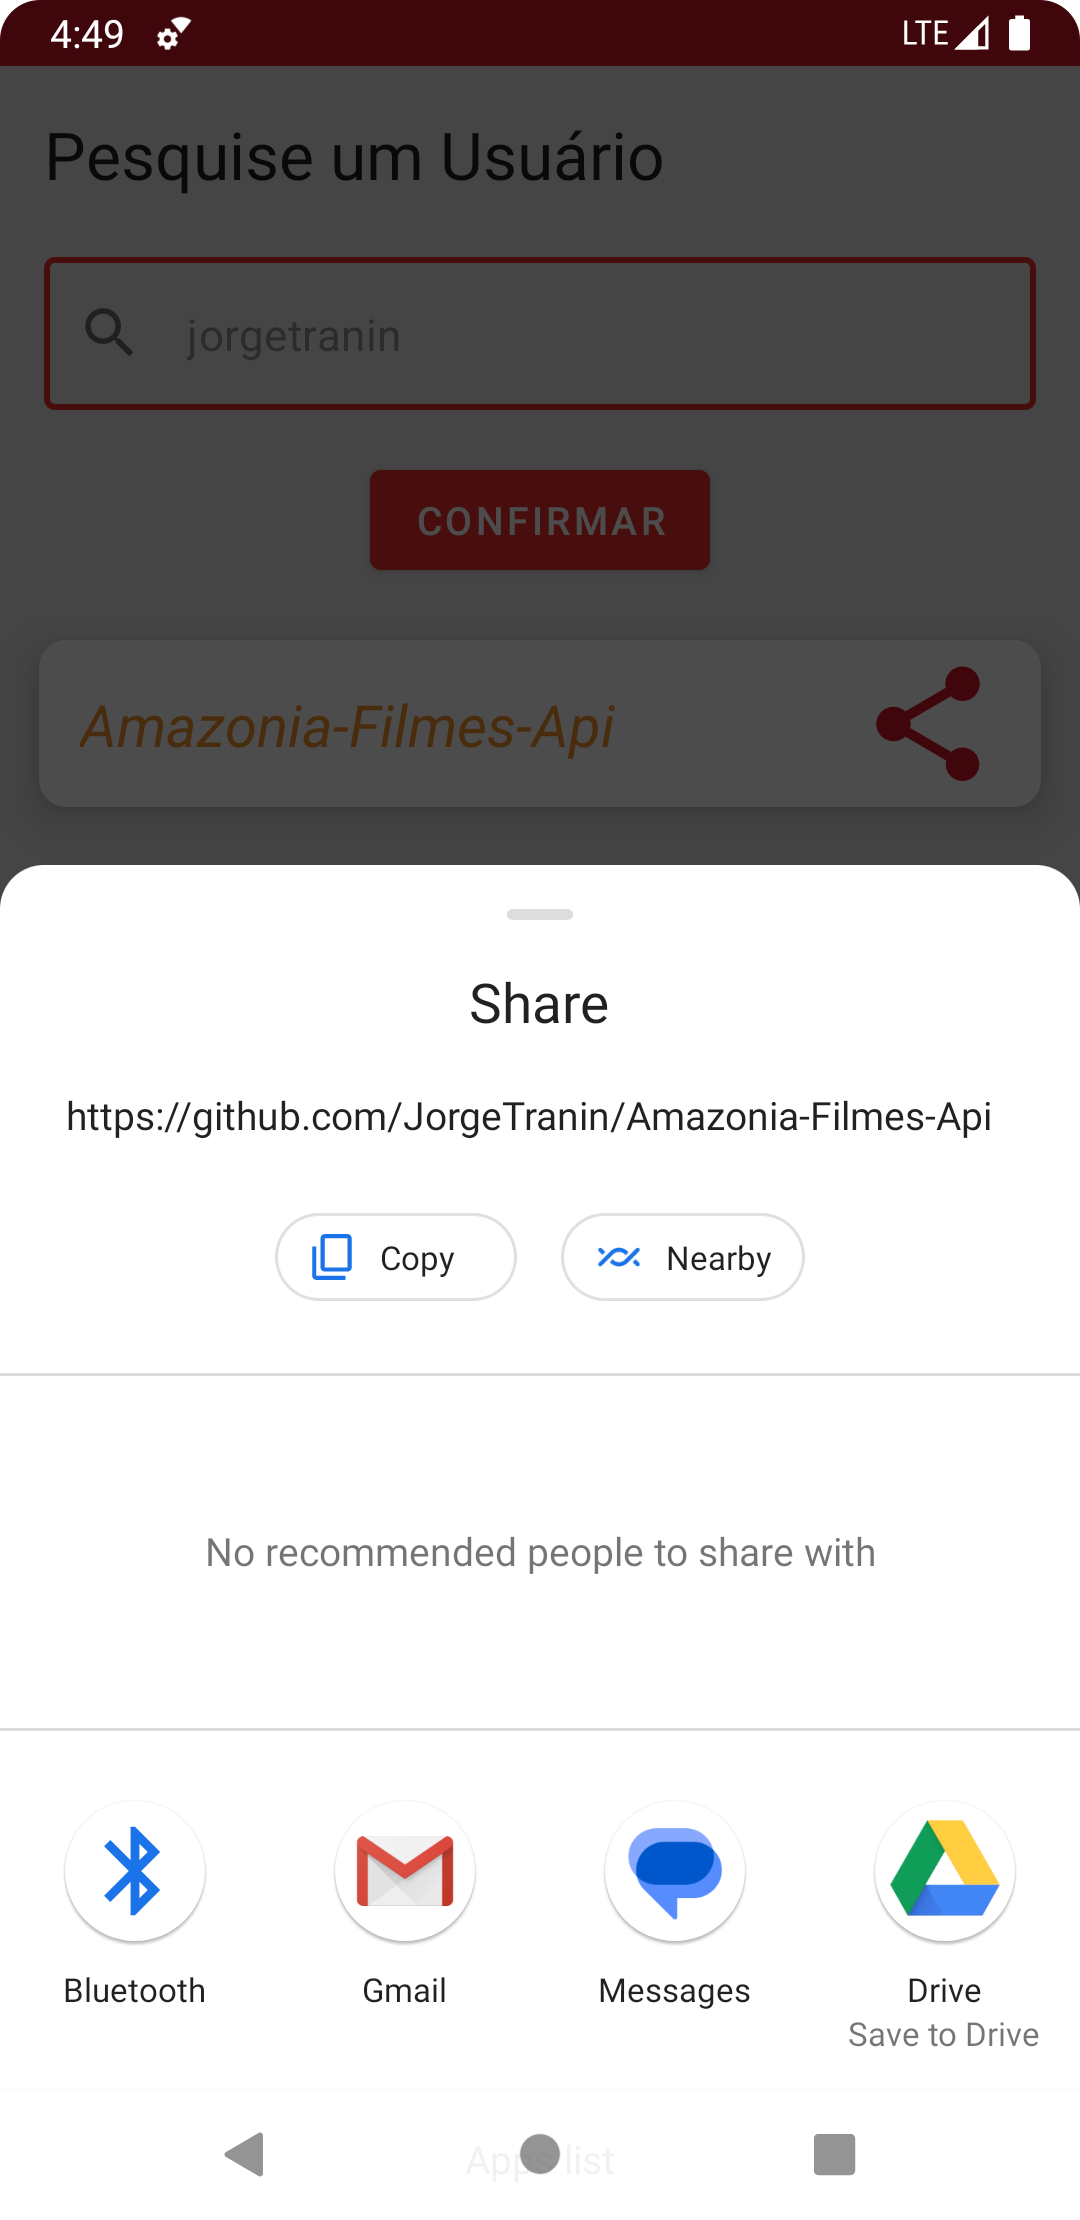 4:49
LTE
Pesquise um Usuário
jorgetranin
CONFIRMAR
Amazonia-Filmes-Api
Share
https://github.com/JorgeTranin/Amazonia-Filmes-Api
Copy
Nearby
No recommended people to share with
Bluetooth
Gmail
Messages
Drive
Save to Drive
Apps list